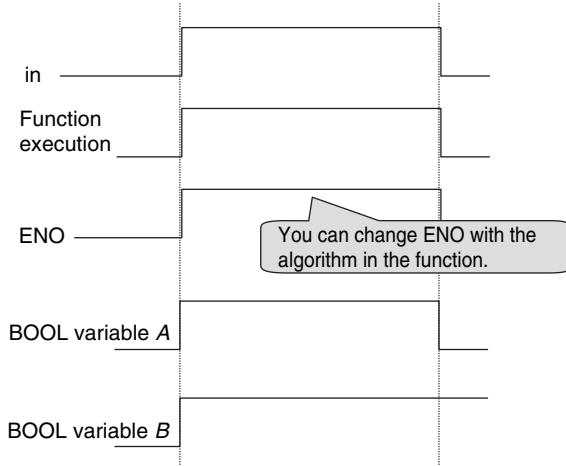 in
Function
execution
ENO
You can change ENO with the
algorithm in the function.
BOOL variable A
BOOL variable B